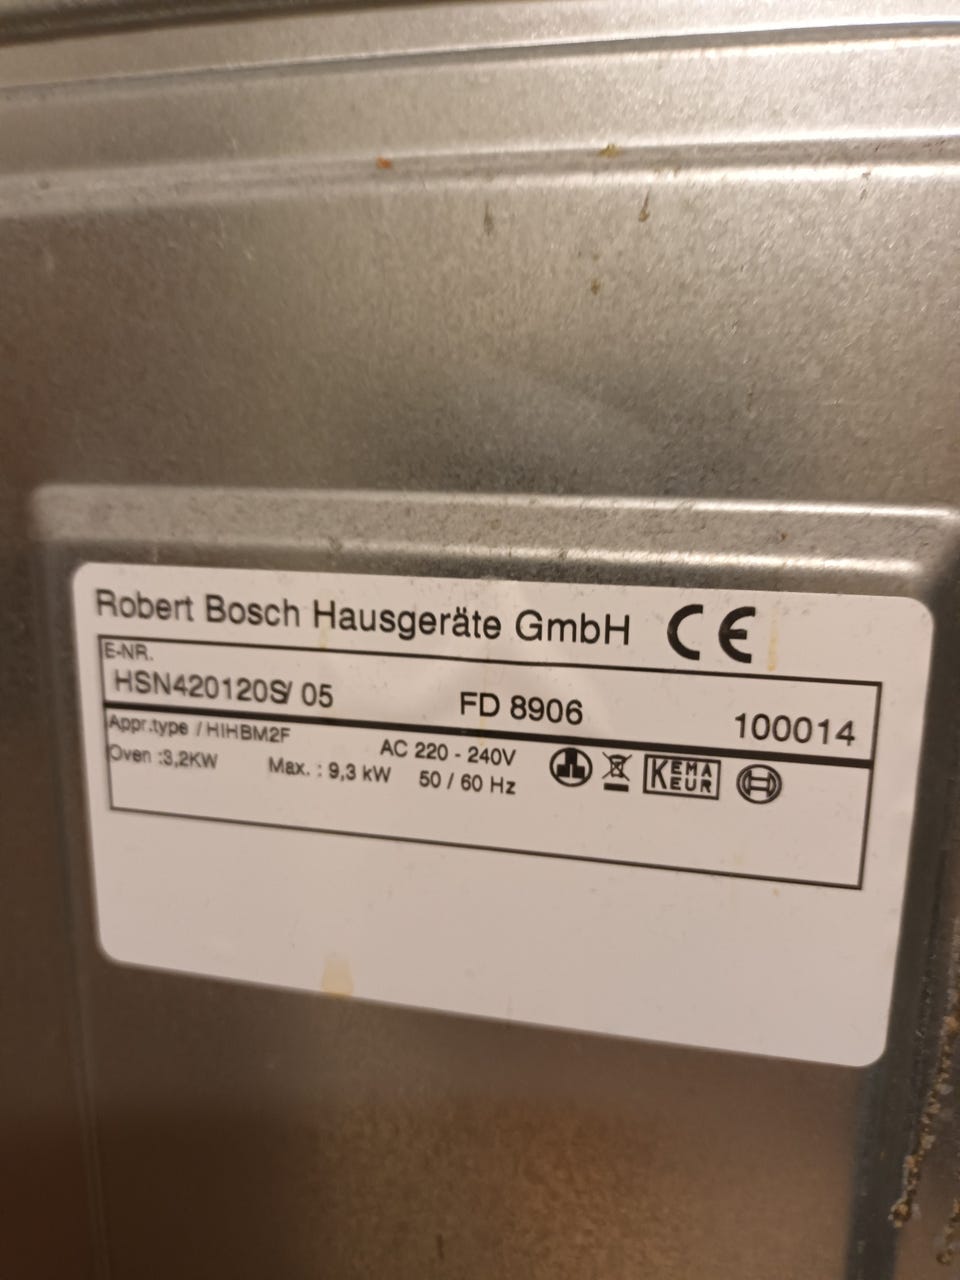 Robert Bosch Hausgeräte GmbH CE
E-NR.
HSN420120S/ 05 FD 8906 100014
Appr.type / HIHBM2F AC 220 - 240V
Oven :3,2KW Max. : 9,3 kW 50 / 60 Hz
KEMA
KEUR